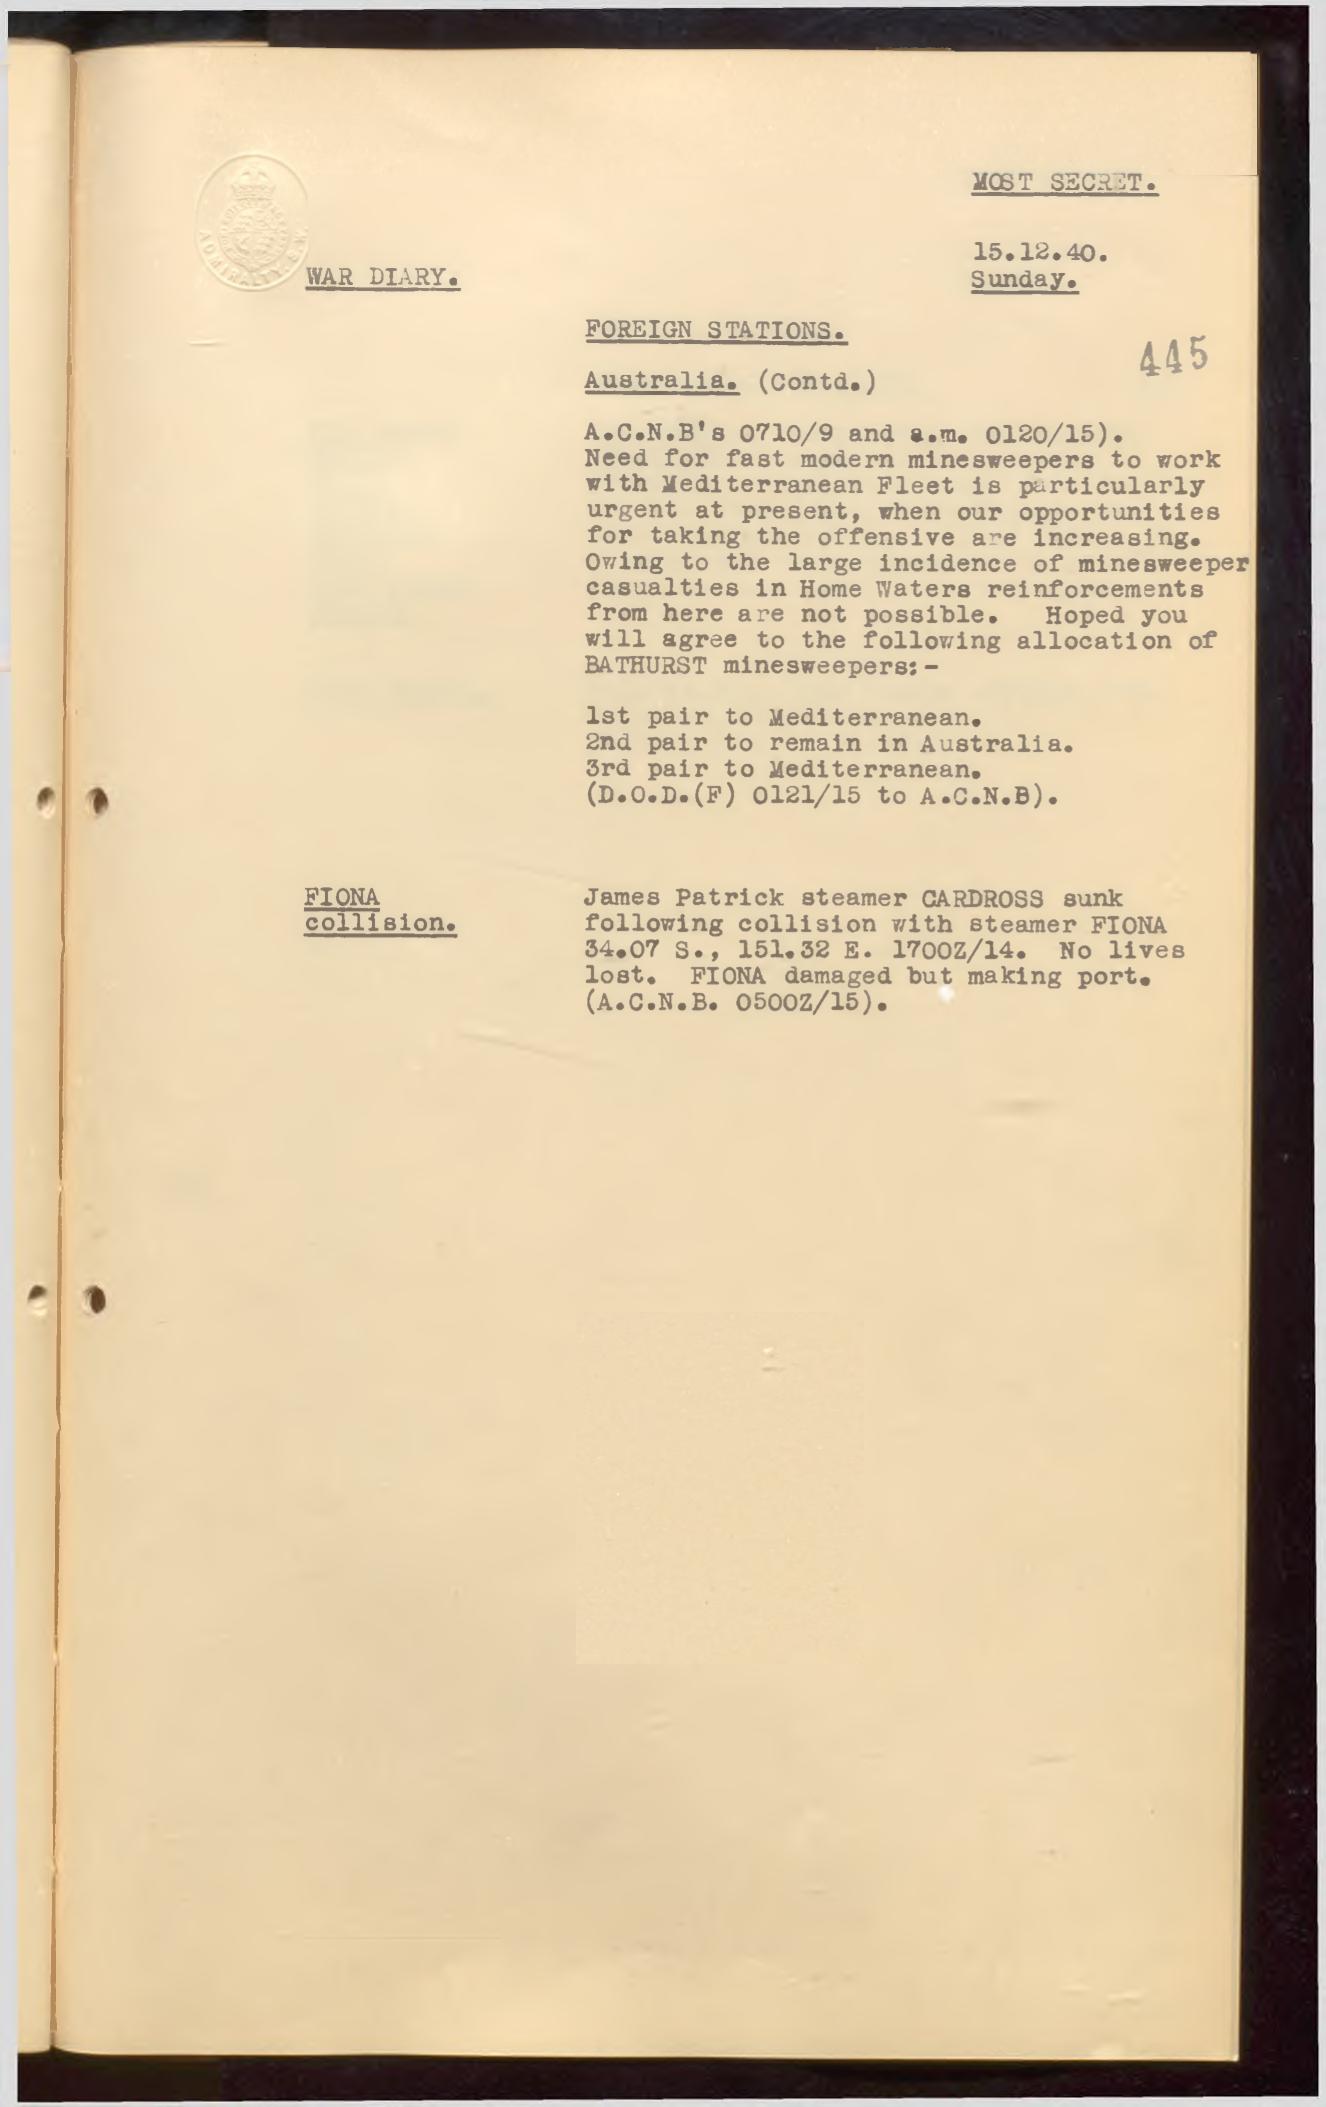 MOST SECRET.
15.12.40.
Sunday.
ADMIRALTY. S.W.
WAR DIARY.
FOREIGN STATIONS.
445
Australia. (Contd.)
A.C.N.B's 0710/9 and a.m. 0120/15).
Need for fast modern minesweepers to work
with Mediterranean Fleet is particularly
urgent at present, when our opportunities
for taking the offensive are increasing.
Owing to the large incidence of minesweeper
casualties in Home Waters reinforcements
from here are not possible. Hoped you
will agree to the following allocation of
BATHURST minesweepers:-
1st pair to Mediterranean.
2nd pair to remain in Australia.
3rd pair to Mediterranean.
(D.O.D.(F) 0121/15 to A.C.N.B).
FIONA
collision.
James Patrick steamer CARDROSS sunk
following collision with steamer FIONA
34.07 S., 151.32 E. 1700Z/14. No lives
lost. FIONA damaged but making port.
(A.C.N.B. 0500Z/15).